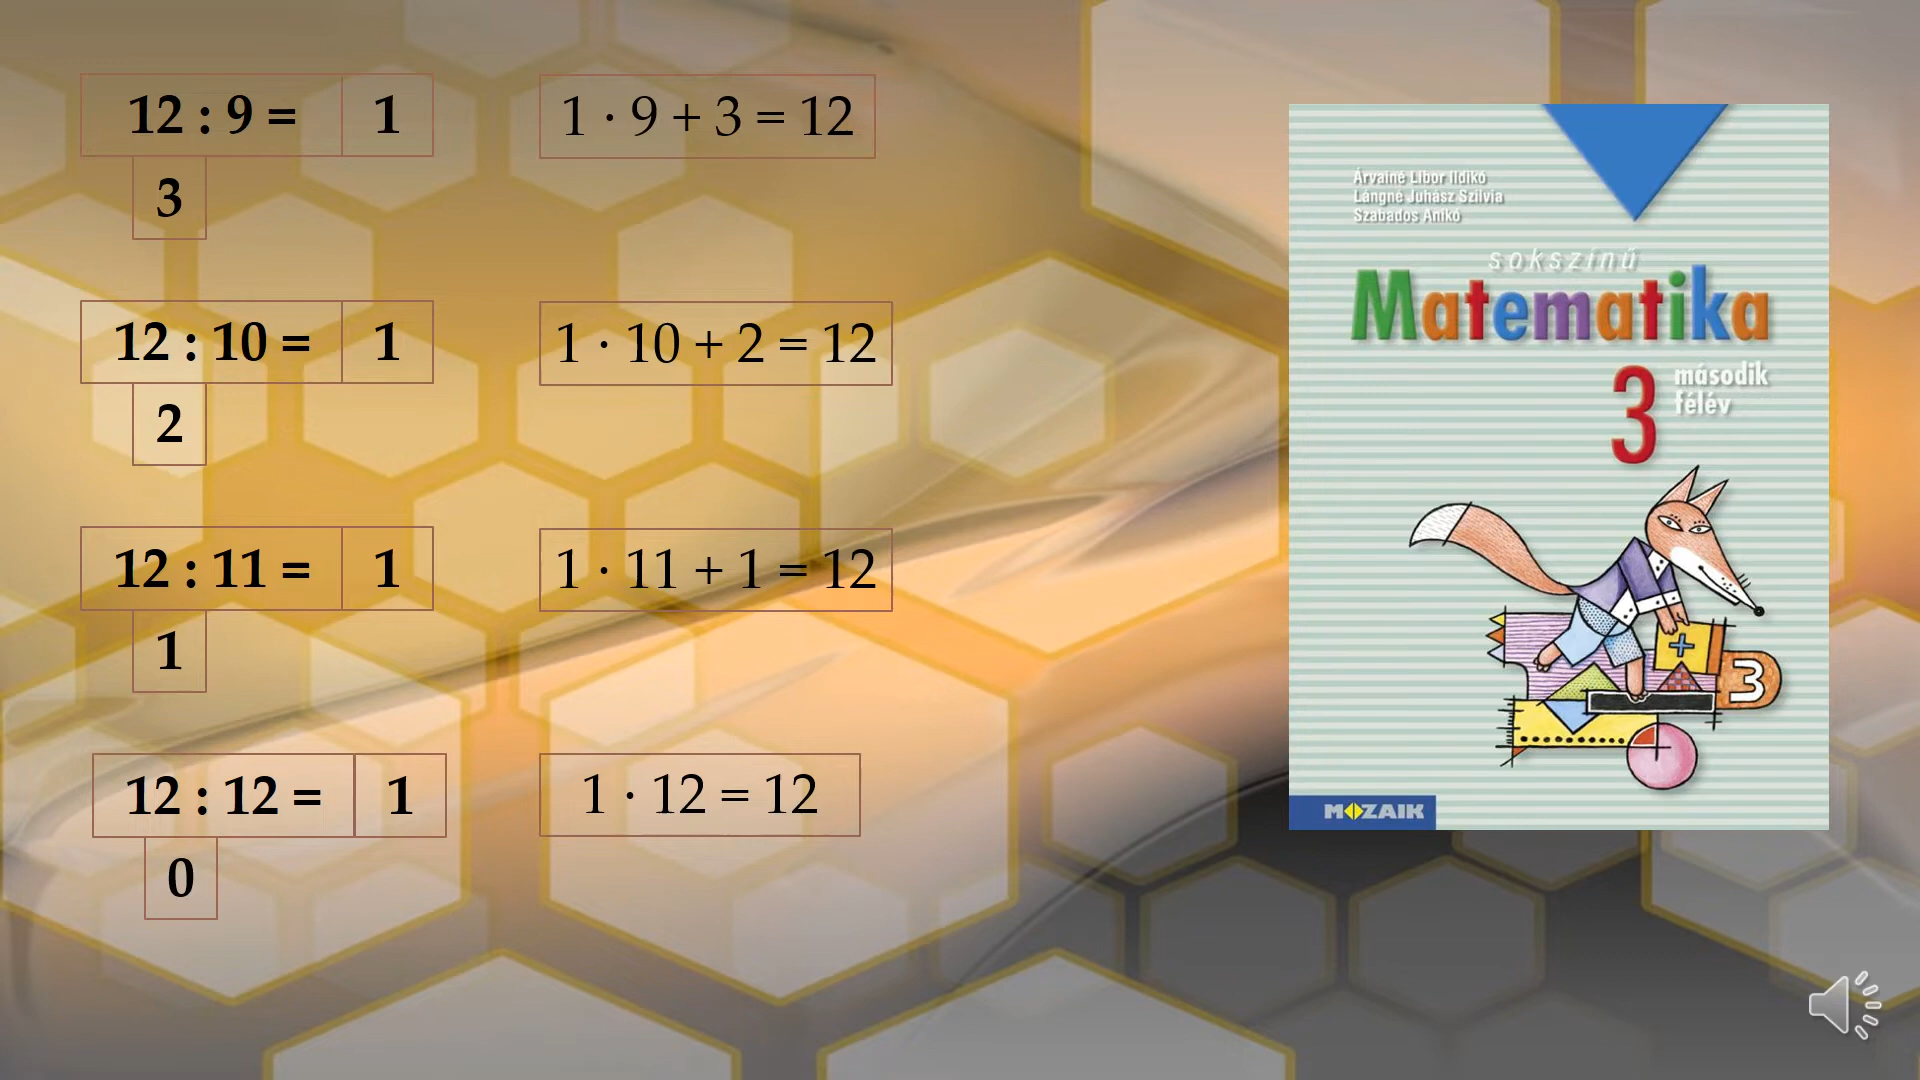 12 : 9 = 1
1 · 9 + 3 = 12
3
12 : 10 = 1
1 · 10 + 2 = 12
2
12 : 11 = 1
1 · 11 + 1 = 12
1
12 : 12 = 1
1 · 12 = 12
0
Árvainé Libor Ildikó
Lángné Juhász Szilvia
Szabados Anikó
sokszínű
Matematika
3 második
félév
+
3
MOZAIK